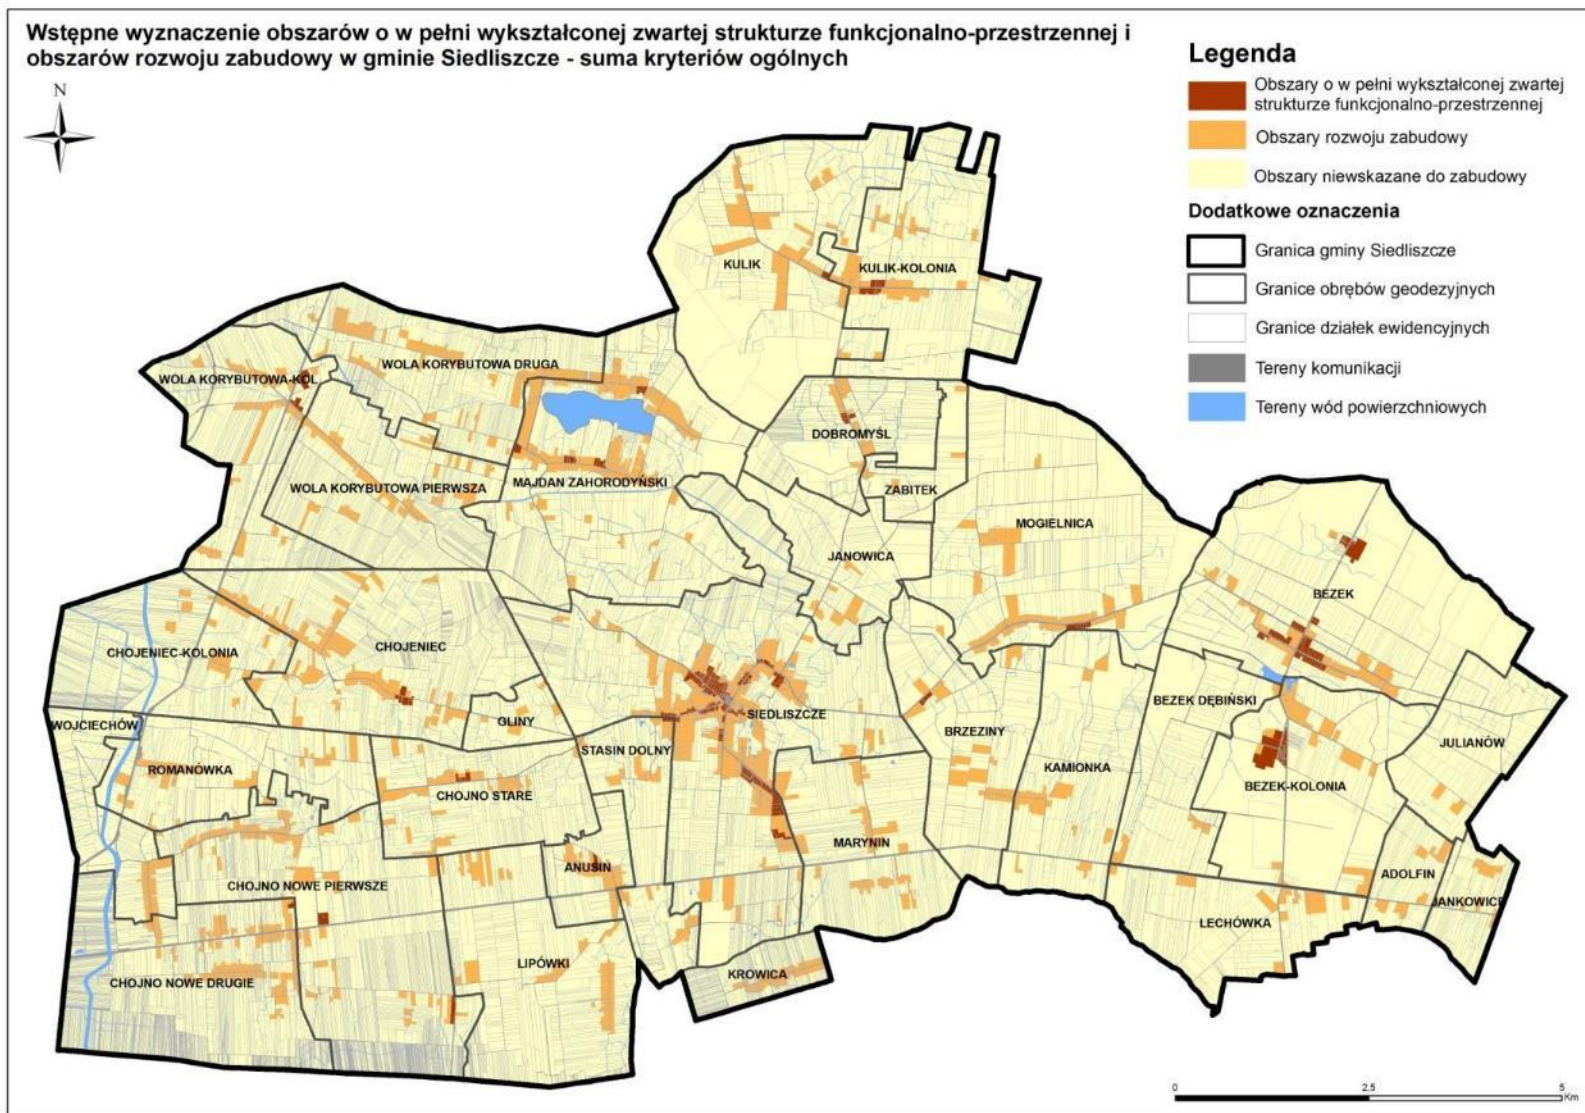 Wstępne wyznaczenie obszarów o w pełni wykształconej zwartej strukturze funkcjonalno-przestrzennej i
obszarów rozwoju zabudowy w gminie Siedliszcze - suma kryteriów ogólnych
N
Legenda
Obszary o w pełni wykształconej zwartej
strukturze funkcjonalno-przestrzennej
Obszary rozwoju zabudowy
Obszary niewskazane do zabudowy
Dodatkowe oznaczenia
Granica gminy Siedliszcze
Granice obrębów geodezyjnych
Granice działek ewidencyjnych
Tereny komunikacji
Tereny wód powierzchniowych
KULIK
KULIK-KOLONIA
WOLA KORYBUTOWA DRUGA
WOLA KORYBUTOWA-KOL.
DOBROMYŚL
WOLA KORYBUTOWA PIERWSZA
MAJDAN ZAHORODYŃSKI
ZABITEK
MOGIELNICA
JANOWICA
BEZEK
CHOJENIEC-KOLONIA
CHOJENIEC
BEZEK DĘBIŃSKI
WOJCIECHÓW
GLINY
SIEDLISZCZE
BRZEZINY
JULIANÓW
STASIN DOLNY
ROMANÓWKA
KAMIONKA
CHOJNO STARE
BEZEK-KOLONIA
MARYNIN
ANUSIN
ADOLFIN
CHOJNO NOWE PIERWSZE
JANKOWICE
LECHÓWKA
LIPÓWKI
KROWICA
CHOJNO NOWE DRUGIE
0 2,5 5
Km